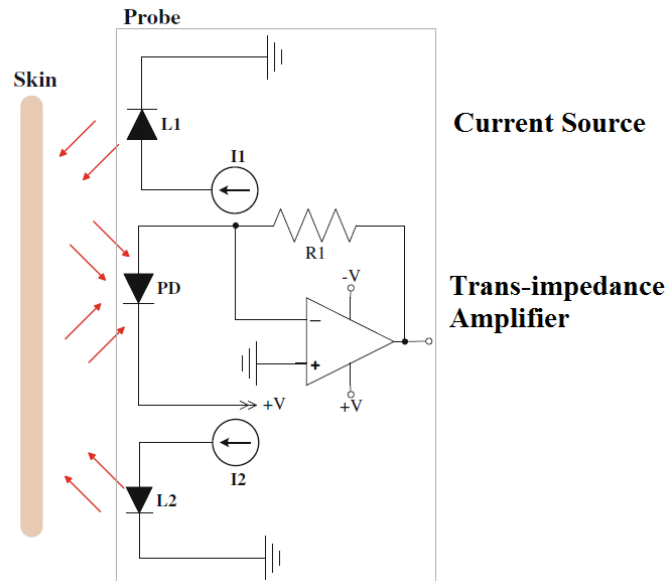 Probe
Skin
L1
Current Source
I1
R1
-V
PD
Trans-impedance
Amplifier
−
+
+V
+V
I2
L2